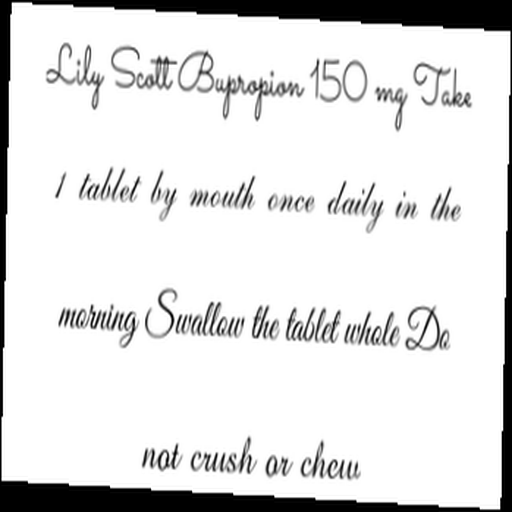 Lily Scott Bupropion 150 mg Take
1 tablet by mouth once daily in the
morning Swallow the tablet whole Do
not crush or chew